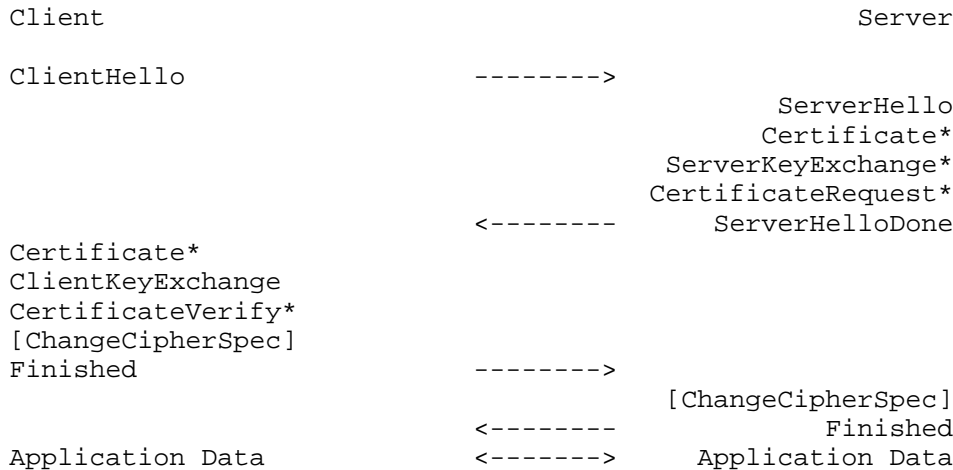 Client                                               Server

ClientHello                  -------->
                                                ServerHello
                                               Certificate*
                                         ServerKeyExchange*
                                        CertificateRequest*
                             <--------      ServerHelloDone
Certificate*
ClientKeyExchange
CertificateVerify*
[ChangeCipherSpec]
Finished                     -------->
                                         [ChangeCipherSpec]
                             <--------             Finished
Application Data             <------->     Application Data